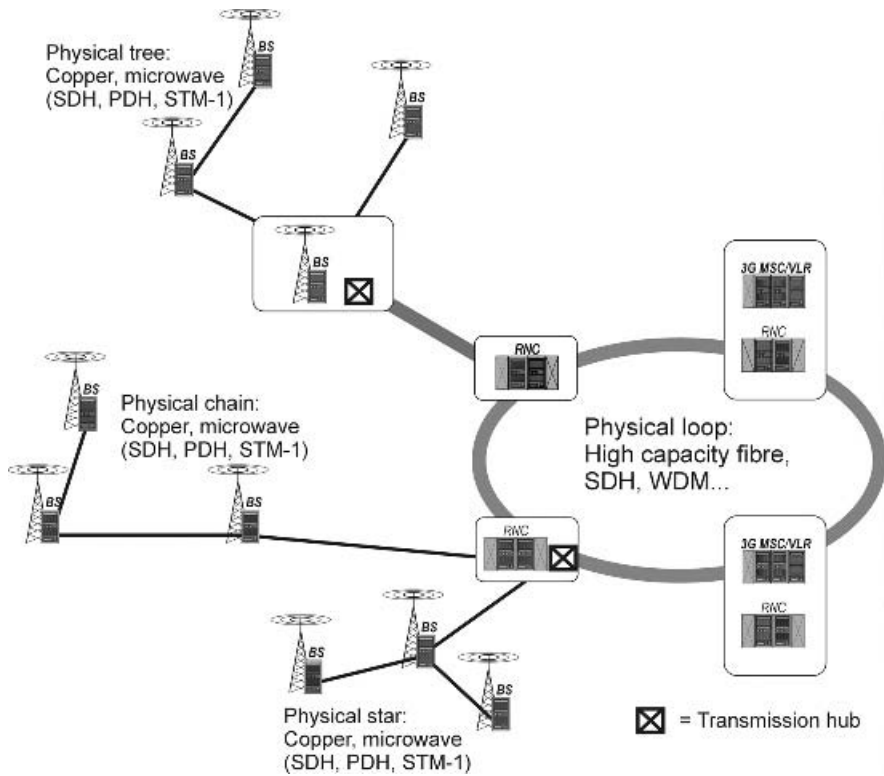 BS
Physical tree:
Copper, microwave
(SDH, PDH, STM-1)
BS
BS
BS
3G MSC/VLR
RNC
RNC
BS
Physical chain:
Copper, microwave
(SDH, PDH, STM-1)
BS
BS
Physical loop:
High capacity fibre,
SDH, WDM...
RNC
3G MSC/VLR
RNC
BS
BS
BS
Physical star:
Copper, microwave
(SDH, PDH, STM-1)
= Transmission hub